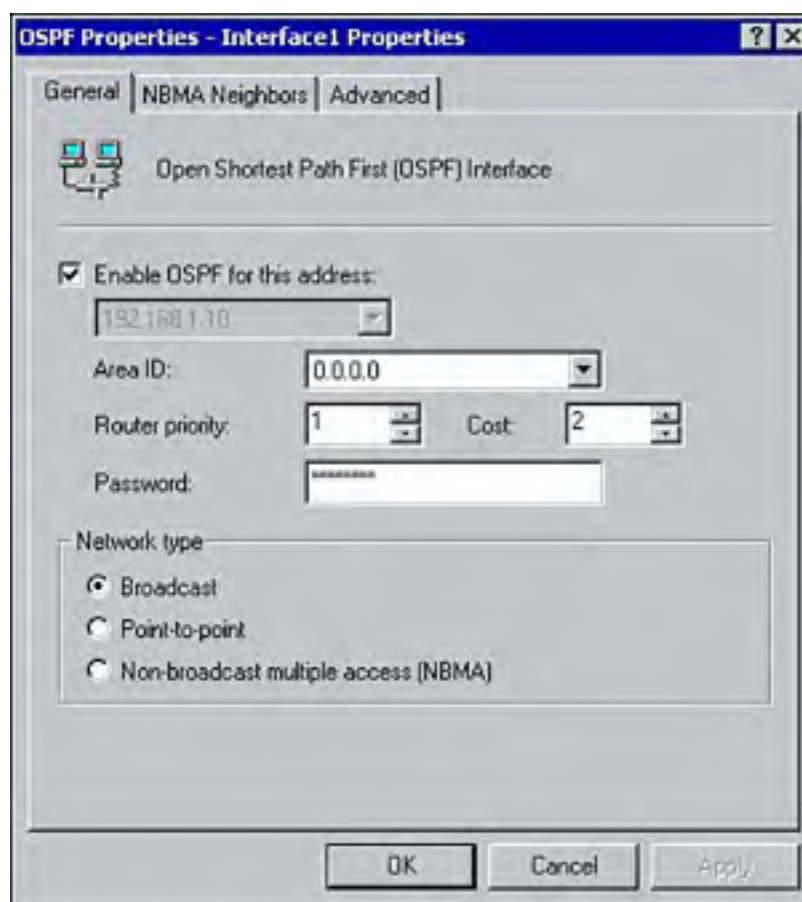 OSPF Properties - Interface1 Properties
General NBMA Neighbors Advanced
Open Shortest Path First (OSPF) Interface
Enable OSPF for this address:
192.168.1.10
Area ID: 0.0.0.0
Router priority: 1 Cost: 2
Password: ********
Network type
Broadcast
Point-to-point
Non-broadcast multiple access (NBMA)
OK Cancel Apply